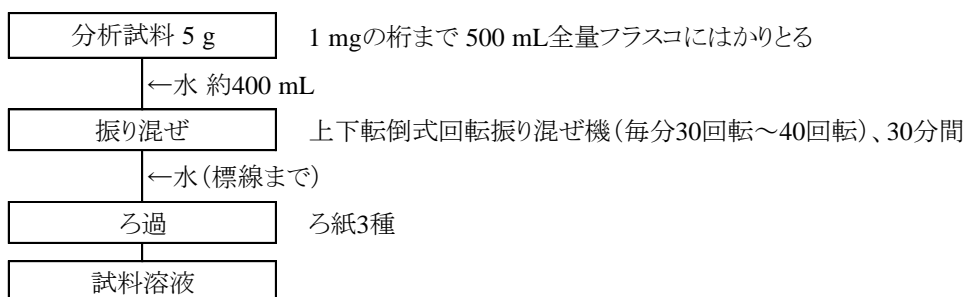 分析試料 5 g 1 mgの桁まで 500 mL全量フラスコにはかりとる
←水 約400 mL
振り混ぜ 上下転倒式回転振り混ぜ機(毎分30回転～40回転)、30分間
←水(標線まで)
ろ過 ろ紙3種
試料溶液